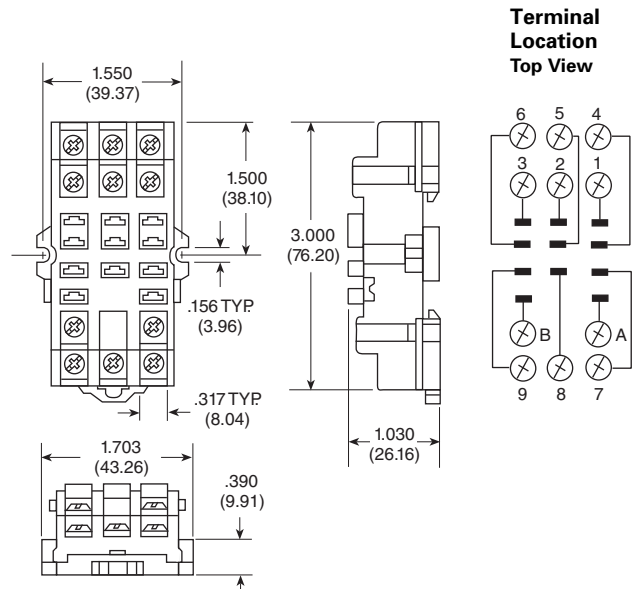 Terminal
Location
Top View
1.550
(39.37)
1.500
(38.10)
3.000
(76.20)
.156 TYP.
(3.96)
.317 TYP.
(8.04)
1.030
(26.16)
1.703
(43.26)
.390
(9.91)
6 5 4
3 2 1
B A
9 8 7